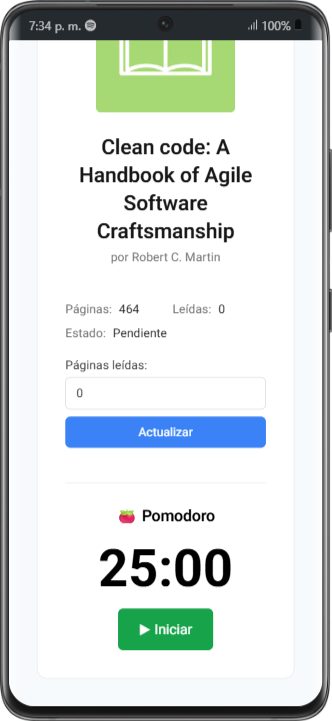 7:34 p. m. 100%
Clean code: A
Handbook of Agile
Software
Craftsmanship
por Robert C. Martin
Páginas: 464 Leídas: 0
Estado: Pendiente
Páginas leídas:
0
Actualizar
🍅 Pomodoro
25:00
▶ Iniciar